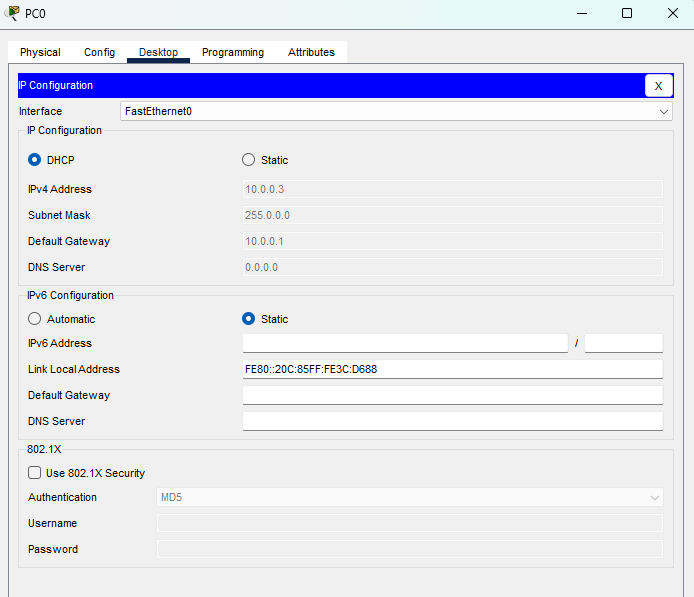 PC0
Physical Config Desktop Programming Attributes
IP Configuration X
Interface FastEthernet0
IP Configuration
DHCP Static
IPv4 Address 10.0.0.3
Subnet Mask 255.0.0.0
Default Gateway 10.0.0.1
DNS Server 0.0.0.0
IPv6 Configuration
Automatic Static
IPv6 Address /
Link Local Address FE80::20C:85FF:FE3C:D688
Default Gateway
DNS Server
802.1X
Use 802.1X Security
Authentication MD5
Username
Password